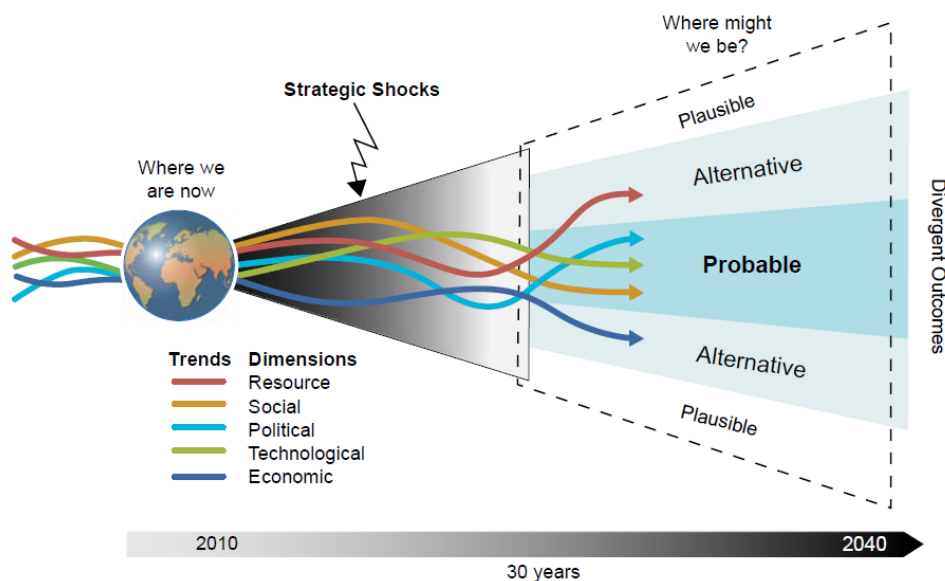 Where might
we be?
Strategic Shocks
Plausible
Where we
are now
Alternative
Probable
Divergent Outcomes
Alternative
Plausible
Trends Dimensions
Resource
Social
Political
Technological
Economic
2010
2040
30 years